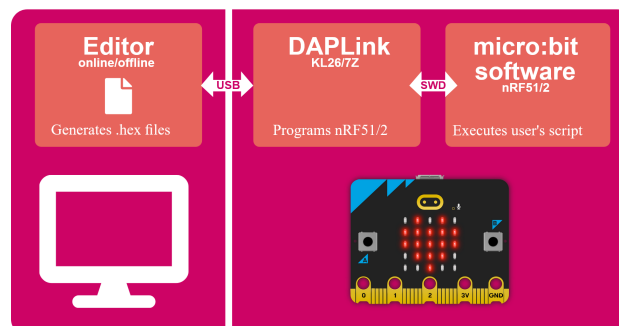 Editor
online/offline
Generates .hex files
USB
DAPLink
KL26/7Z
Programs nRF51/2
SWD
micro:bit
software
nRF51/2
Executes user's script
0 1 2 3V GND